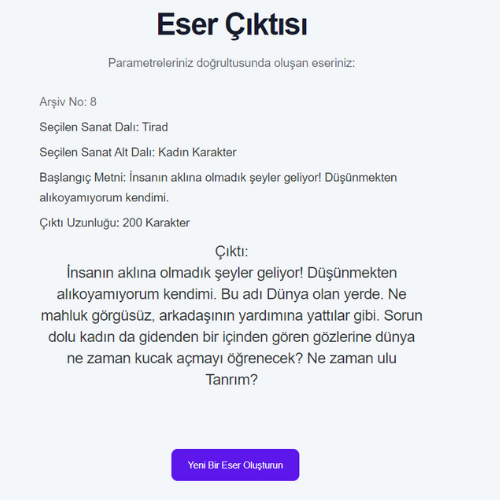 Eser Çıktısı
Parametreleriniz doğrultusunda oluşan eseriniz:
Arşiv No: 8
Seçilen Sanat Dalı: Tirad
Seçilen Sanat Alt Dalı: Kadın Karakter
Başlangıç Metni: İnsanın aklına olmadık şeyler geliyor! Düşünmekten
alıkoyamıyorum kendimi.
Çıktı Uzunluğu: 200 Karakter
Çıktı:
İnsanın aklına olmadık şeyler geliyor! Düşünmekten
alıkoyamıyorum kendimi. Bu adı Dünya olan yerde. Ne
mahluk görgüsüz, arkadaşının yardımına yattılar gibi. Sorun
dolu kadın da gidenden bir içinden gören gözlerine dünya
ne zaman kucak açmayı öğrenecek? Ne zaman ulu
Tanrım?
Yeni Bir Eser Oluşturun